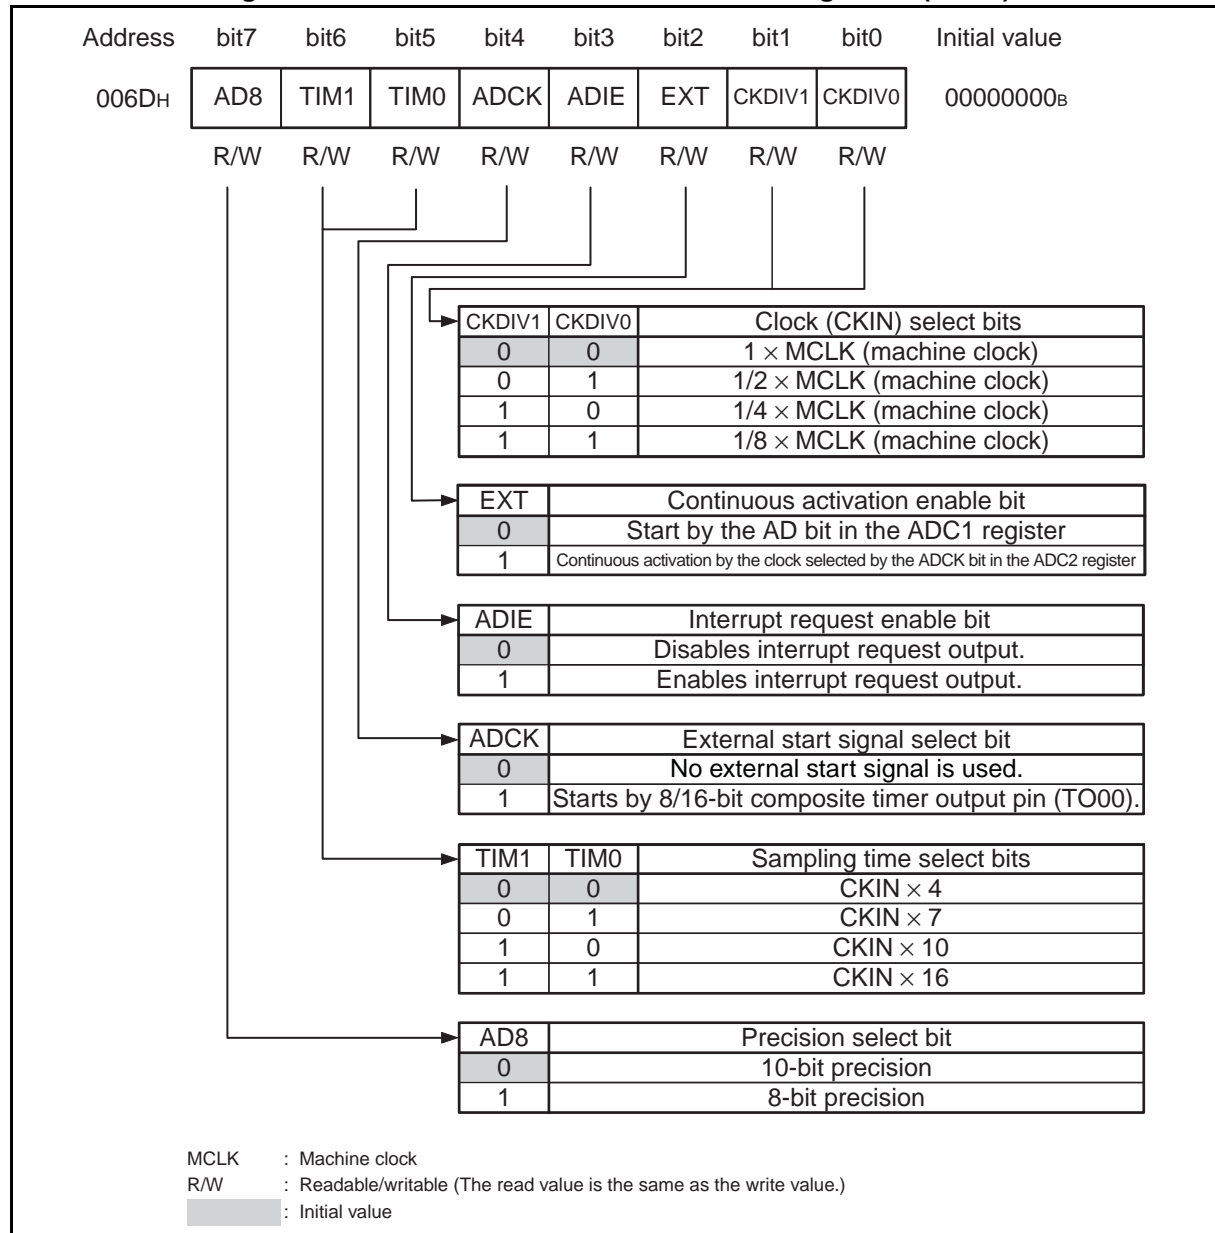 Address bit7 bit6 bit5 bit4 bit3 bit2 bit1 bit0 Initial value
006DH AD8 TIM1 TIM0 ADCK ADIE EXT CKDIV1 CKDIV0 00000000B
R/W R/W R/W R/W R/W R/W R/W R/W
CKDIV1 CKDIV0 Clock (CKIN) select bits
0 0 1 × MCLK (machine clock)
0 1 1/2 × MCLK (machine clock)
1 0 1/4 × MCLK (machine clock)
1 1 1/8 × MCLK (machine clock)
EXT Continuous activation enable bit
0 Start by the AD bit in the ADC1 register
1 Continuous activation by the clock selected by the ADCK bit in the ADC2 register
ADIE Interrupt request enable bit
0 Disables interrupt request output.
1 Enables interrupt request output.
ADCK External start signal select bit
0 No external start signal is used.
1 Starts by 8/16-bit composite timer output pin (TO00).
TIM1 TIM0 Sampling time select bits
0 0 CKIN × 4
0 1 CKIN × 7
1 0 CKIN × 10
1 1 CKIN × 16
AD8 Precision select bit
0 10-bit precision
1 8-bit precision
MCLK : Machine clock
R/W : Readable/writable (The read value is the same as the write value.)
: Initial value